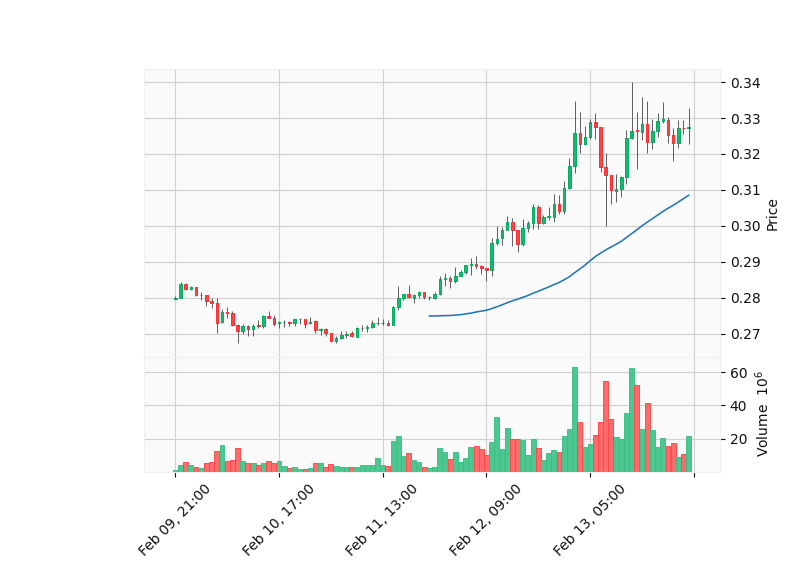 0.34
0.33
0.32
0.31
0.30
0.29
0.28
0.27
Price
60
40
20
Volume 10⁶
Feb 09, 21:00
Feb 10, 17:00
Feb 11, 13:00
Feb 12, 09:00
Feb 13, 05:00